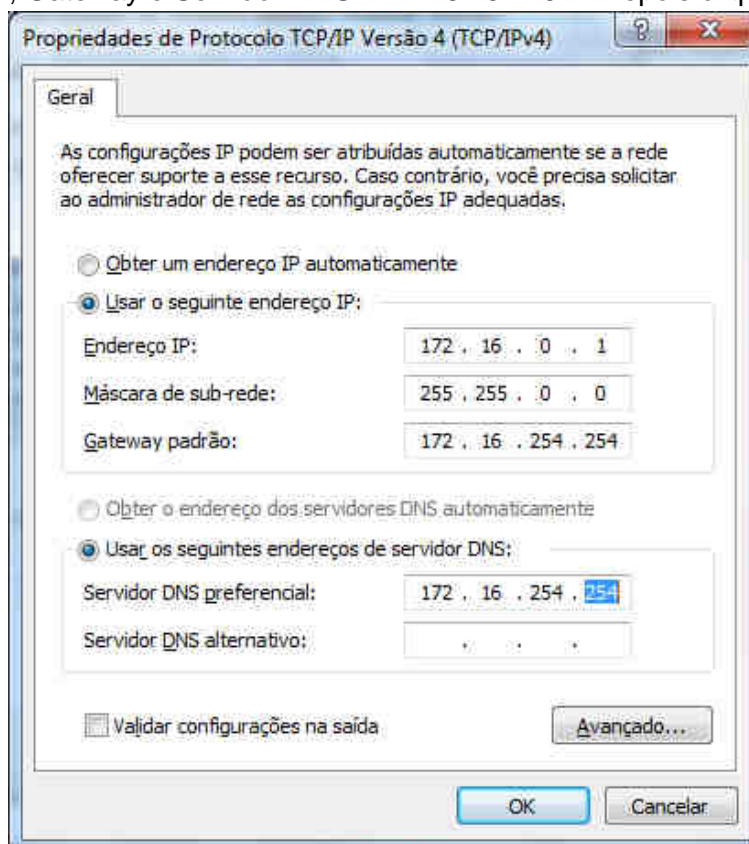 Propriedades de Protocolo TCP/IP Versão 4 (TCP/IPv4)
Geral
As configurações IP podem ser atribuídas automaticamente se a rede
oferecer suporte a esse recurso. Caso contrário, você precisa solicitar
ao administrador de rede as configurações IP adequadas.
Obter um endereço IP automaticamente
Usar o seguinte endereço IP:
Endereço IP: 172 . 16 . 0 . 1
Máscara de sub-rede: 255 . 255 . 0 . 0
Gateway padrão: 172 . 16 . 254 . 254
Obter o endereço dos servidores DNS automaticamente
Usar os seguintes endereços de servidor DNS:
Servidor DNS preferencial: 172 . 16 . 254 . 254
Servidor DNS alternativo: . . .
Validar configurações na saída Avançado...
OK Cancelar